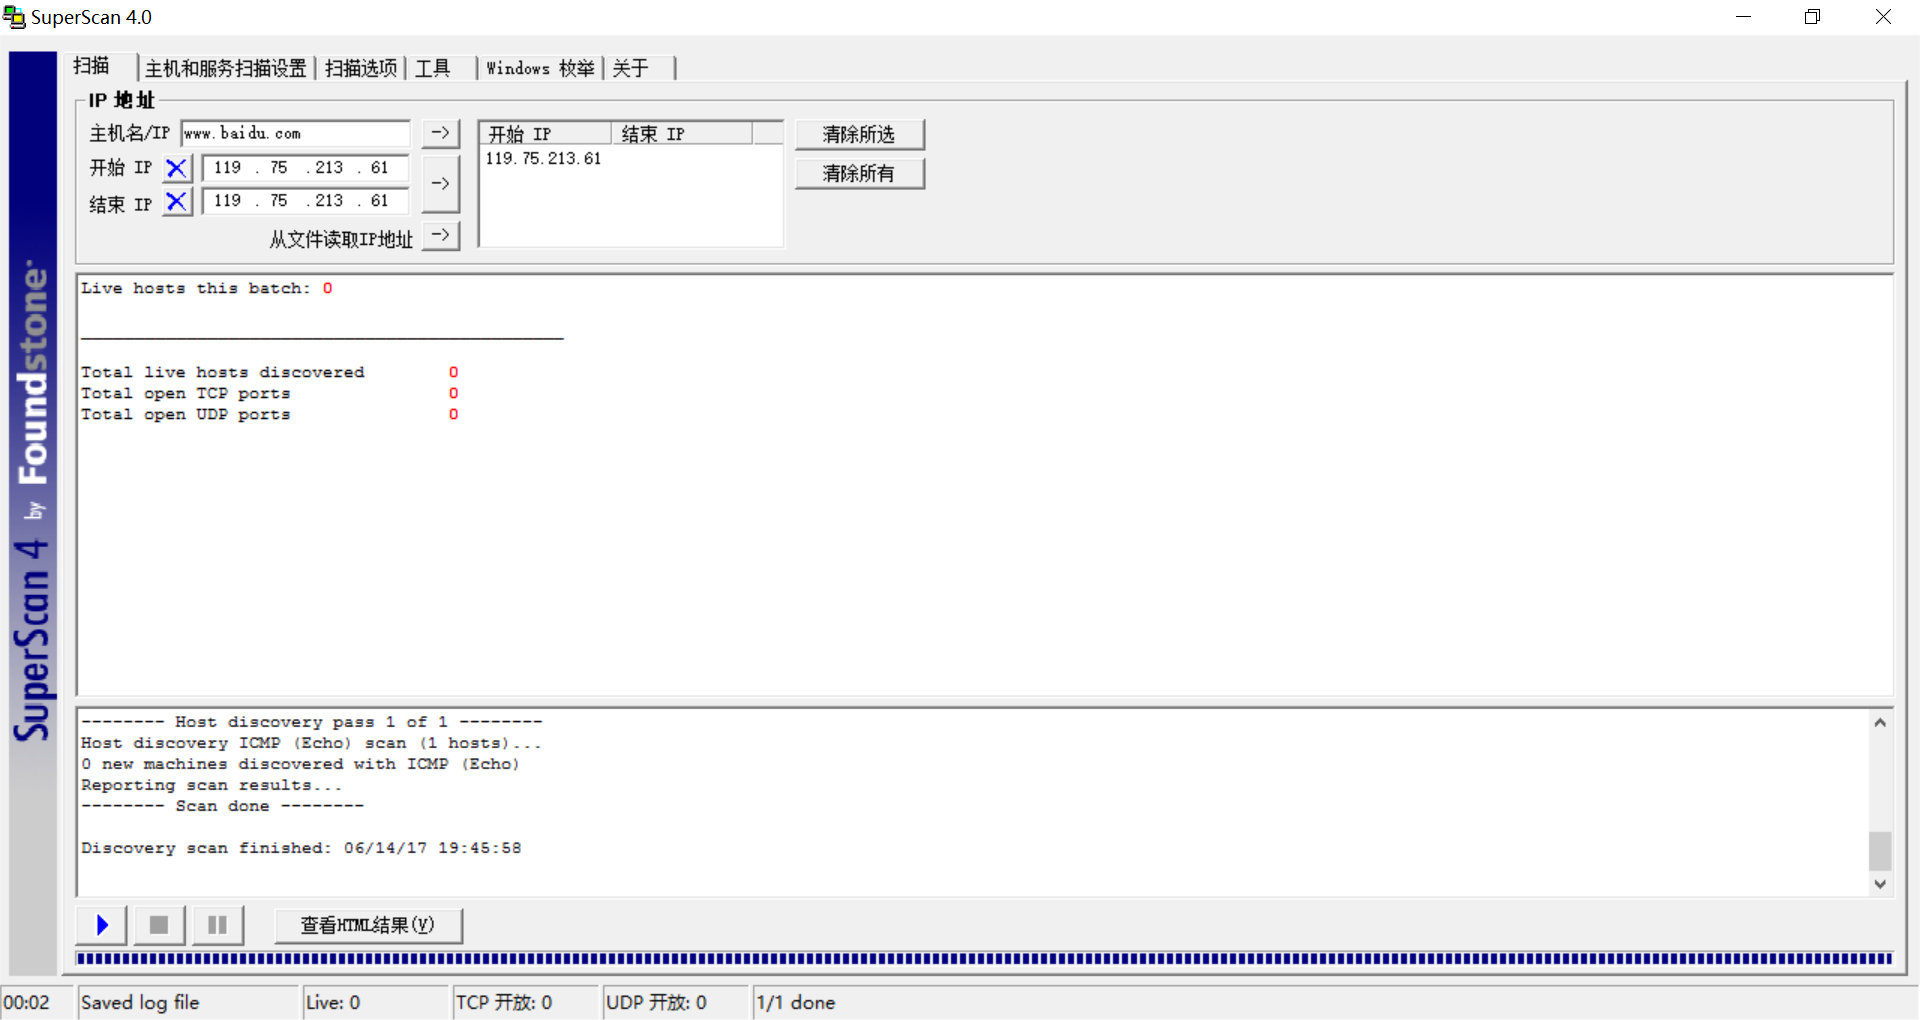 SuperScan 4.0
扫描
主机和服务扫描设置
扫描选项
工具
Windows 枚举
关于
IP 地址
主机名/IP www.baidu.com ->
开始 IP 119 . 75 . 213 . 61
->
结束 IP 119 . 75 . 213 . 61
从文件读取IP地址 ->
开始 IP 结束 IP
119.75.213.61
清除所选
清除所有
Live hosts this batch: 0
Total live hosts discovered 0
Total open TCP ports 0
Total open UDP ports 0
-------- Host discovery pass 1 of 1 --------
Host discovery ICMP (Echo) scan (1 hosts)...
0 new machines discovered with ICMP (Echo)
Reporting scan results...
-------- Scan done --------
Discovery scan finished: 06/14/17 19:45:58
查看HTML结果(V)
SuperScan 4 by Foundstone
00:02
Saved log file
Live: 0
TCP 开放: 0
UDP 开放: 0
1/1 done